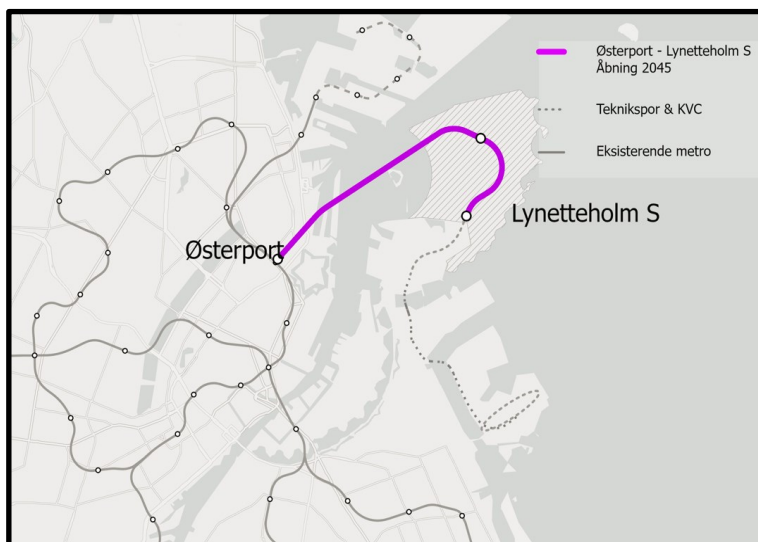 Østerport - Lynetteholm S
Åbning 2045
Teknikspor & KVC
Eksisterende metro
Lynetteholm S
Østerport